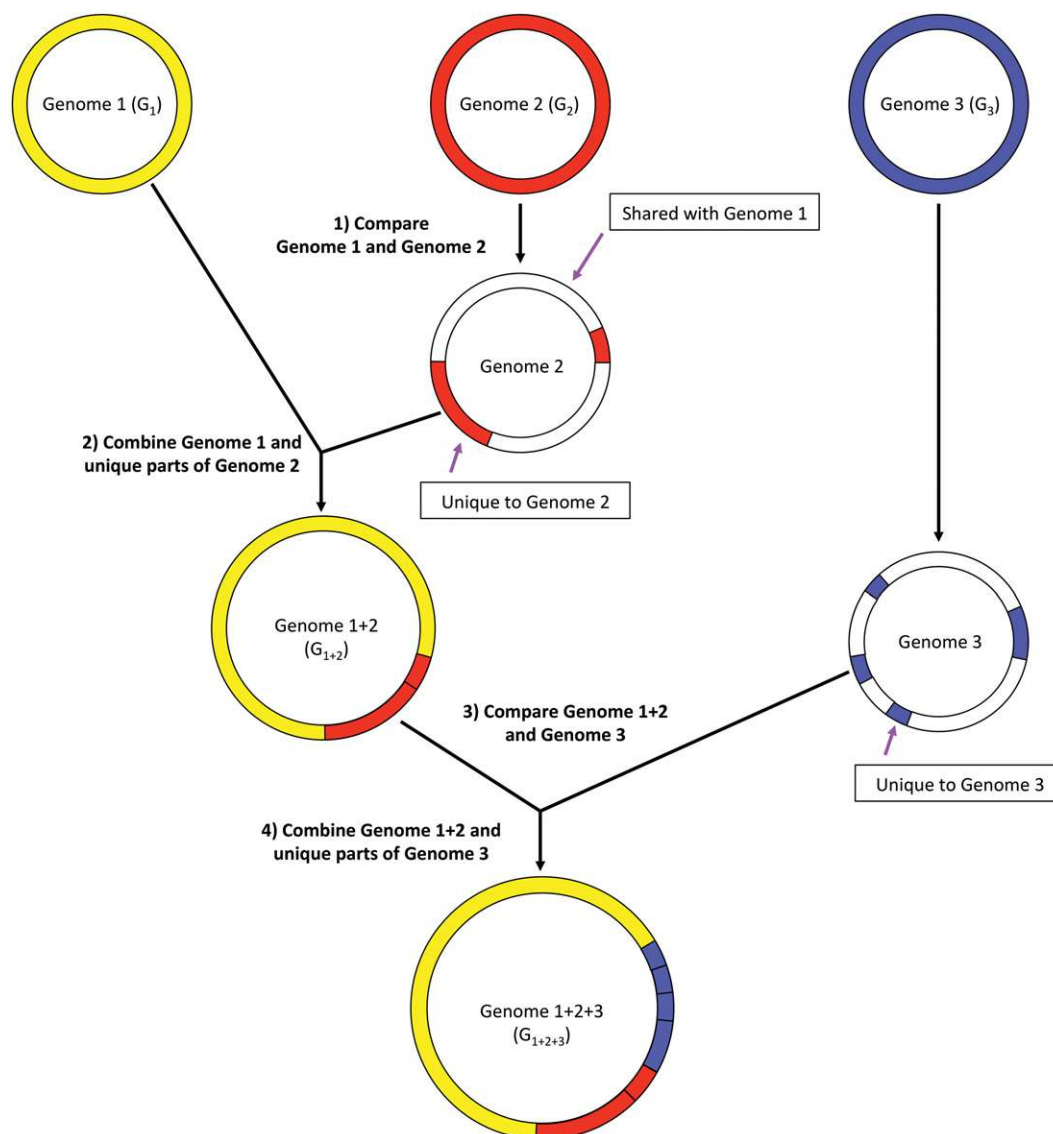 Genome 1 (G₁)
Genome 2 (G₂)
Genome 3 (G₃)
Shared with Genome 1
1) Compare
Genome 1 and Genome 2
Genome 2
2) Combine Genome 1 and
unique parts of Genome 2
Unique to Genome 2
Genome 1+2
(G₁₊₂)
Genome 3
3) Compare Genome 1+2
and Genome 3
Unique to Genome 3
4) Combine Genome 1+2 and
unique parts of Genome 3
Genome 1+2+3
(G₁₊₂₊₃)